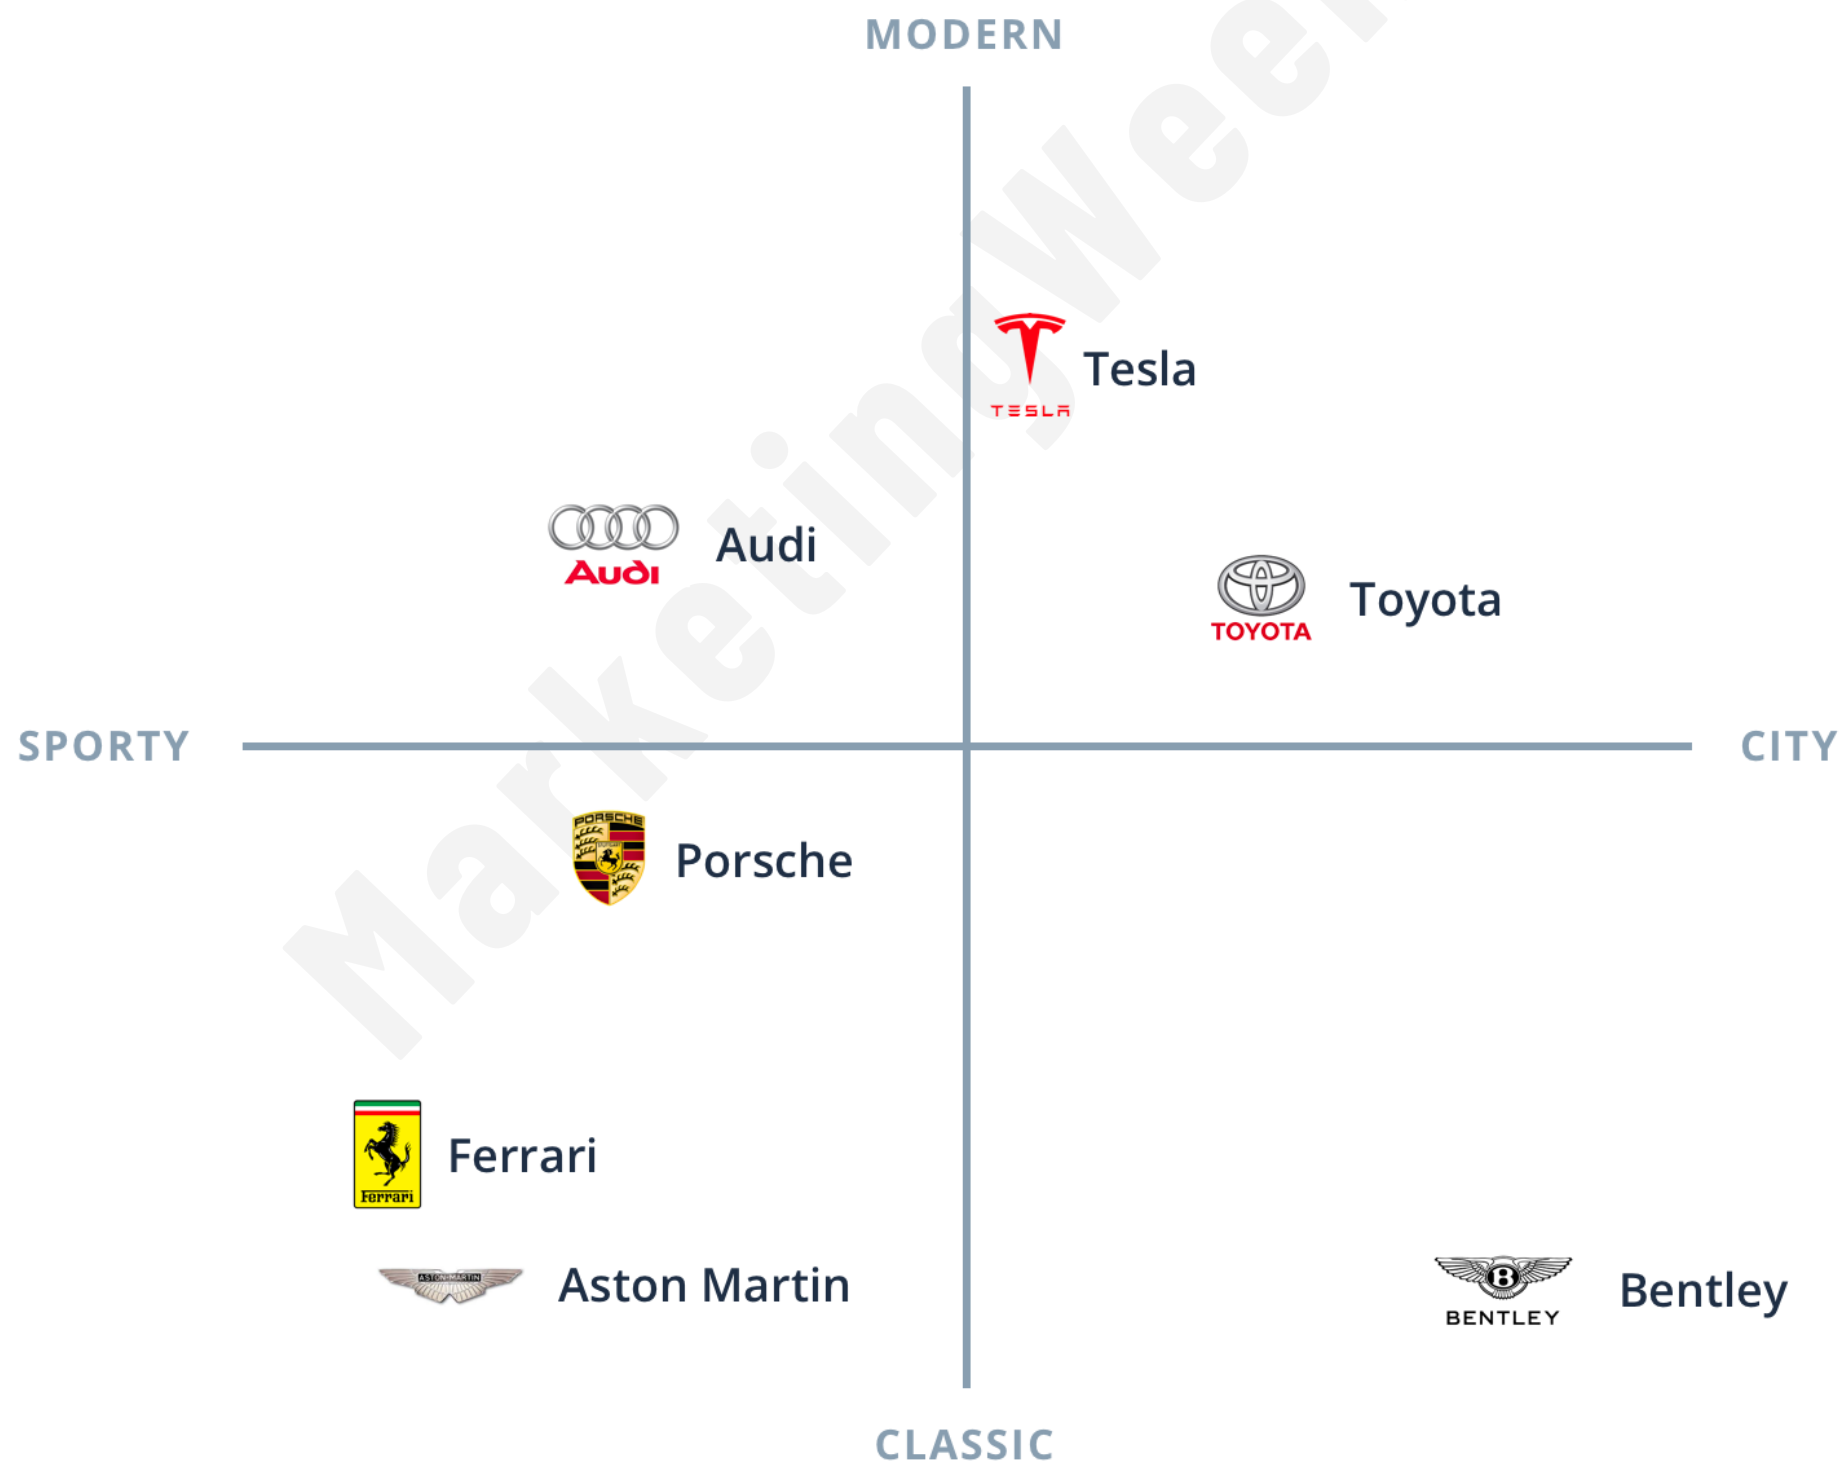 MODERN
MarketingWeek
TESLA
Tesla
Audi
Audi
TOYOTA
Toyota
SPORTY
CITY
PORSCHE
Porsche
Ferrari
Ferrari
ASTON MARTIN
Aston Martin
B
BENTLEY
Bentley
CLASSIC